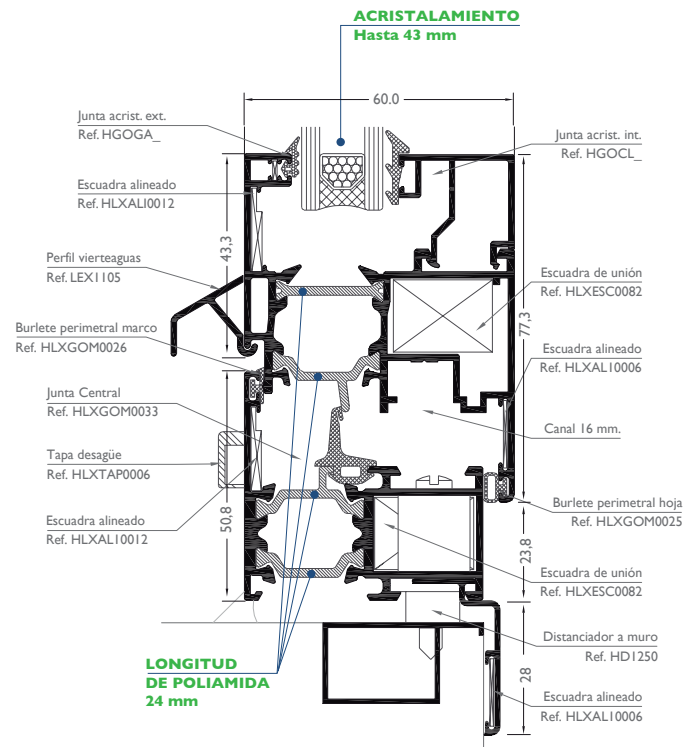 ACRISTALAMIENTO
Hasta 43 mm
60.0
Junta acrist. ext.
Ref. HGOGA_
Junta acrist. int.
Ref. HGOCL_
Escuadra alineado
Ref. HLXALI0012
43,3
77,3
Perfil vierteaguas
Ref. LEX1105
Escuadra de unión
Ref. HLXESC0082
Burlete perimetral marco
Ref. HLXGOM0026
Escuadra alineado
Ref. HLXAL10006
Junta Central
Ref. HLXGOM0033
Canal 16 mm.
Tapa desagüe
Ref. HLXTAP0006
50,8
Burlete perimetral hoja
Ref. HLXGOM0025
Escuadra alineado
Ref. HLXAL10012
23,8
Escuadra de unión
Ref. HLXESC0082
Distanciador a muro
Ref. HD1250
LONGITUD
DE POLIAMIDA
24 mm
28
Escuadra alineado
Ref. HLXAL10006